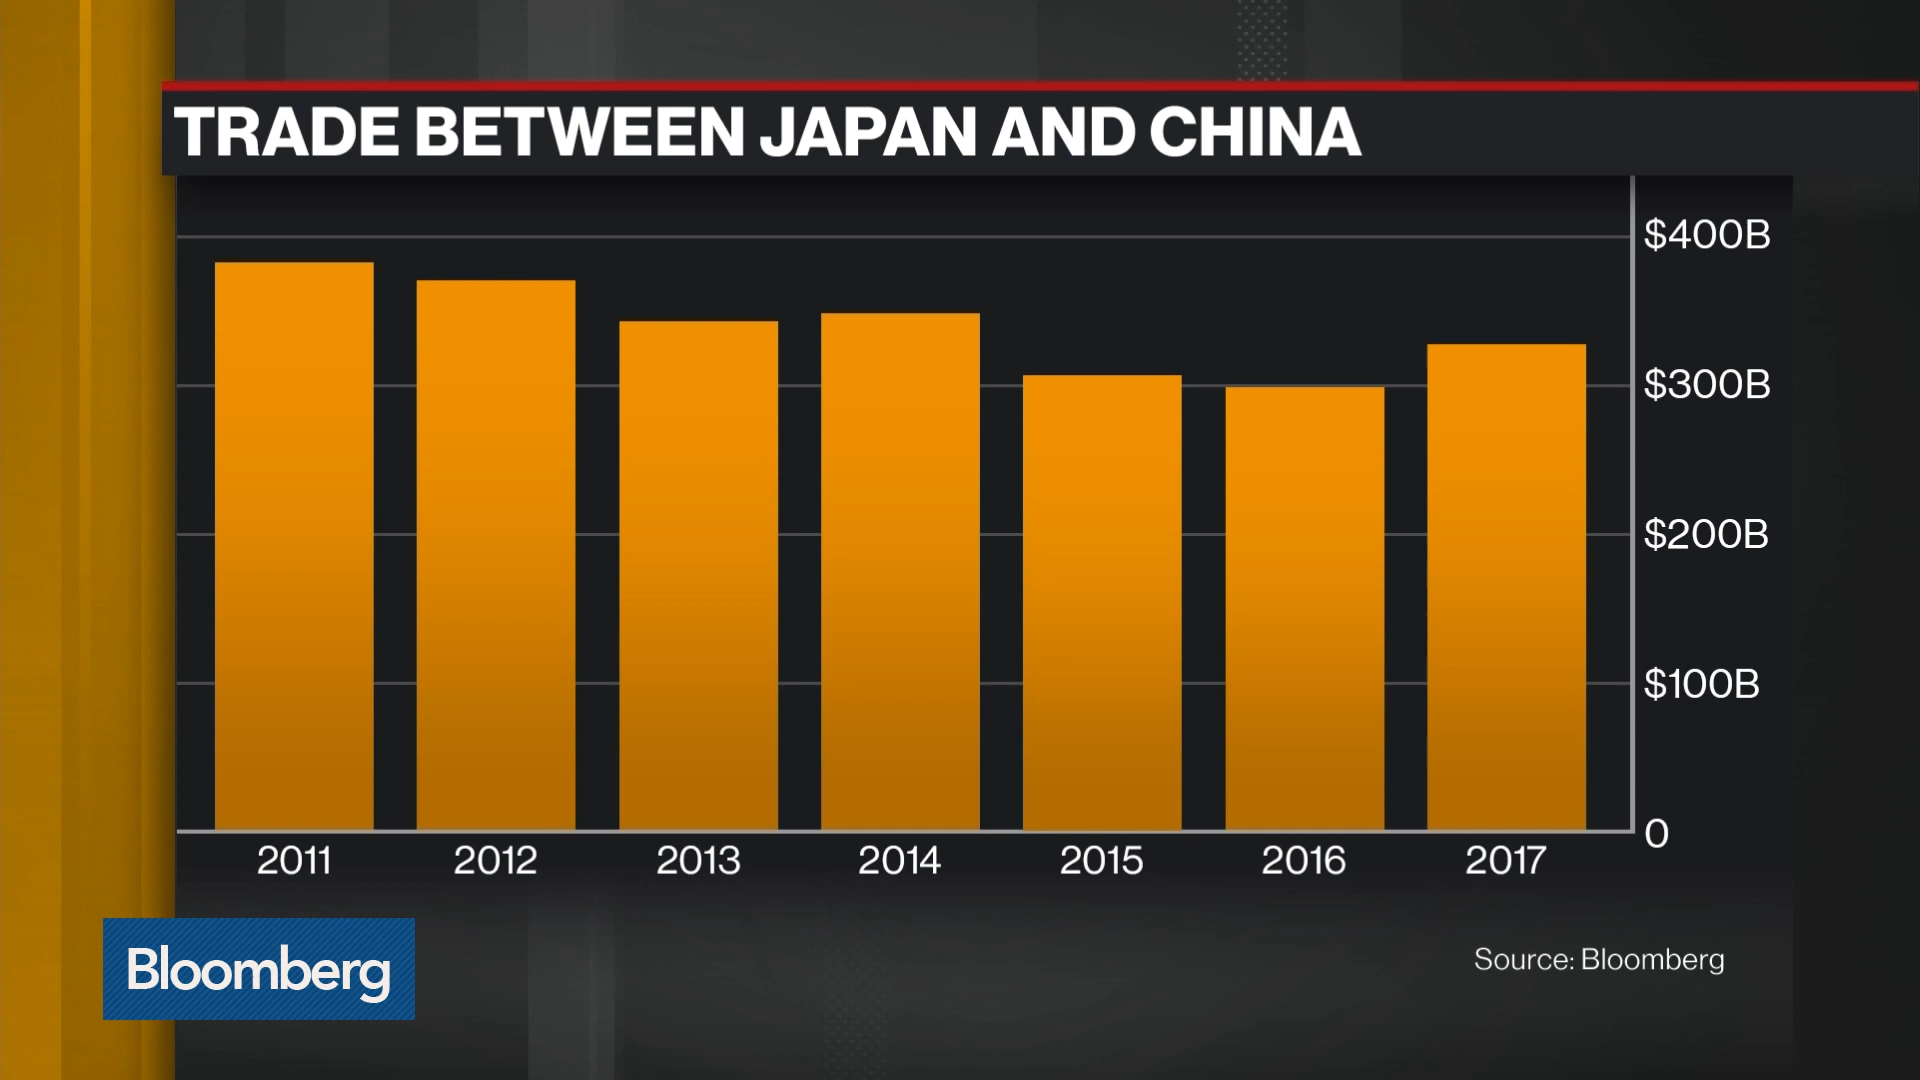 TRADE BETWEEN JAPAN AND CHINA
$400B
$300B
$200B
$100B
0
2011 2012 2013 2014 2015 2016 2017
Bloomberg
Source: Bloomberg